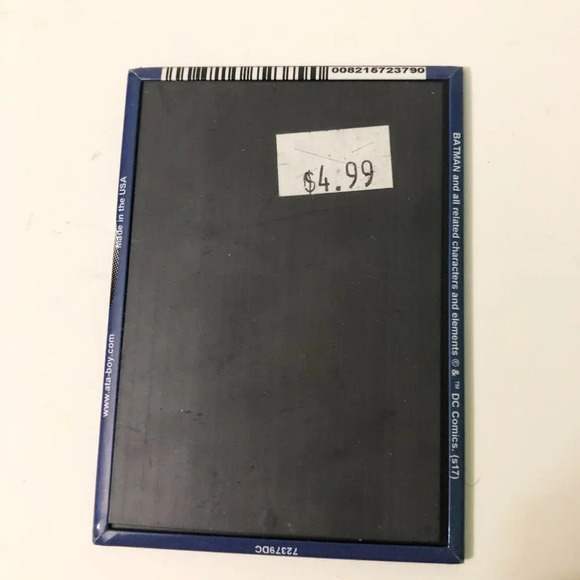 008215723790
$4.99
BATMAN and all related characters and elements ® & ™ DC Comics. (s17)
Made in the USA
www.ata-boy.com
72379DC